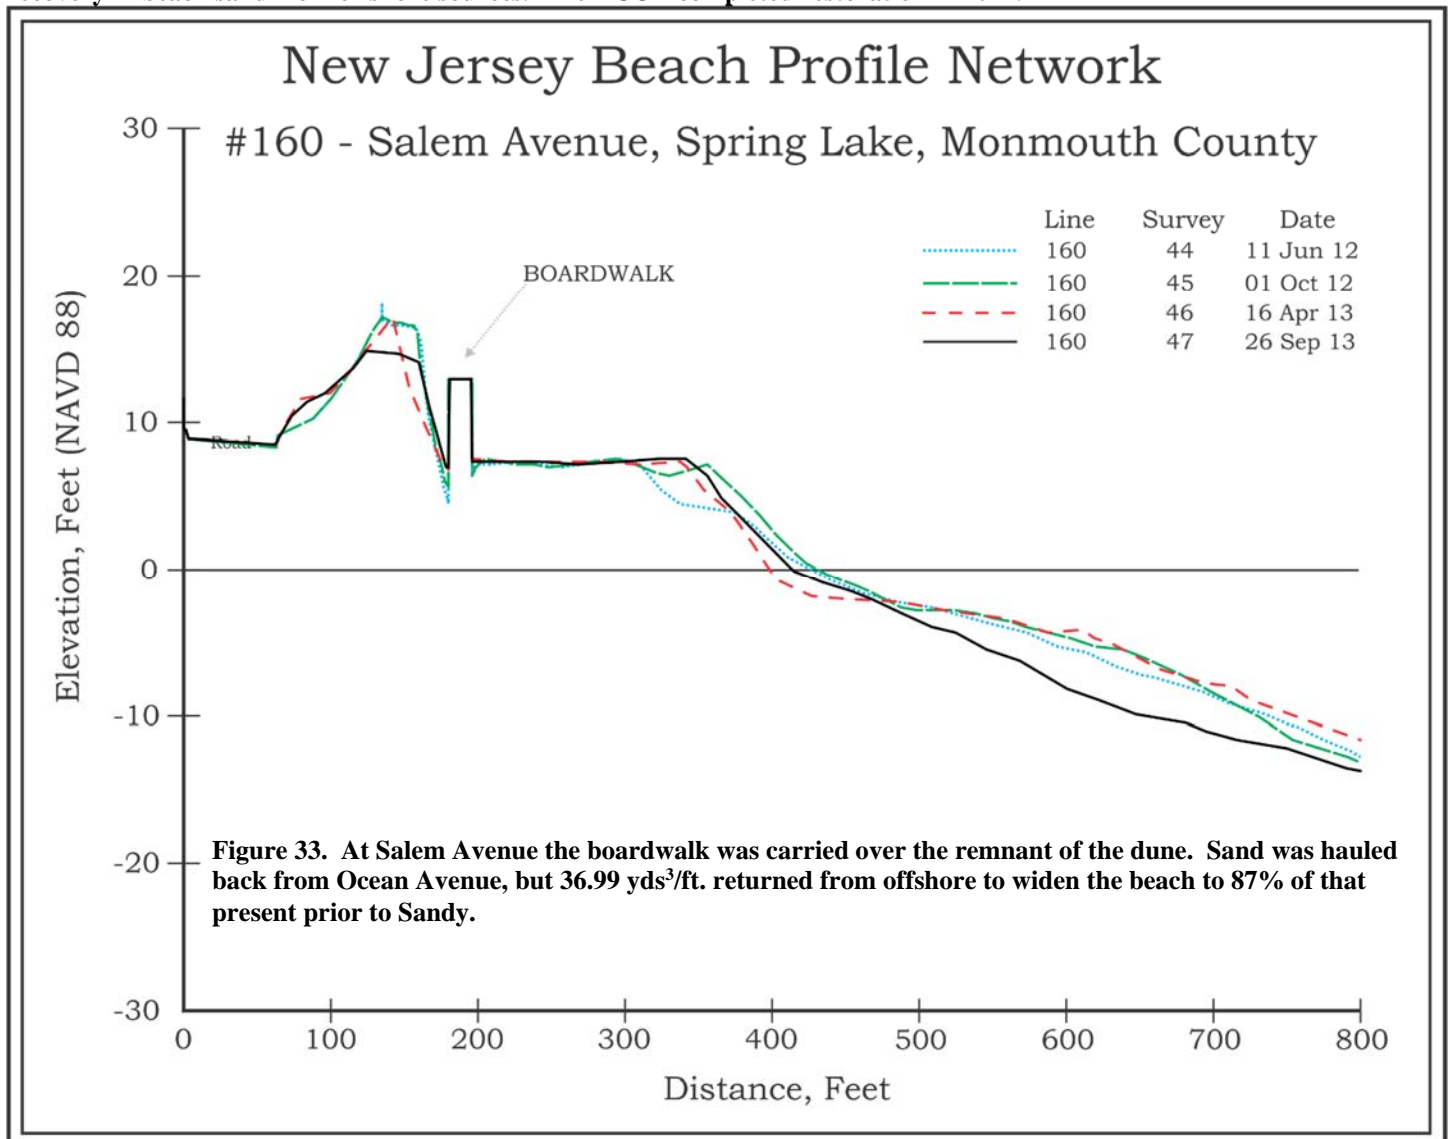 New Jersey Beach Profile Network
#160 - Salem Avenue, Spring Lake, Monmouth County
Line Survey Date
160 44 11 Jun 12
160 45 01 Oct 12
160 46 16 Apr 13
160 47 26 Sep 13
BOARDWALK
Road
Elevation, Feet (NAVD 88)
30
20
10
0
-10
-20
-30
Figure 33. At Salem Avenue the boardwalk was carried over the remnant of the dune. Sand was hauled
back from Ocean Avenue, but 36.99 yds³/ft. returned from offshore to widen the beach to 87% of that
present prior to Sandy.
0 100 200 300 400 500 600 700 800
Distance, Feet